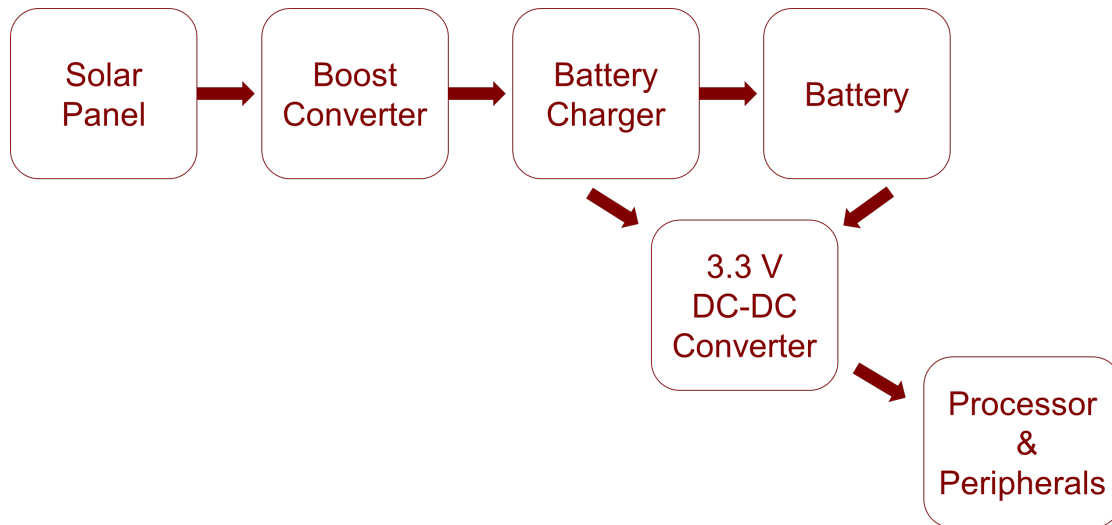 Solar
Panel
Boost
Converter
Battery
Charger
Battery
3.3 V
DC-DC
Converter
Processor
&
Peripherals